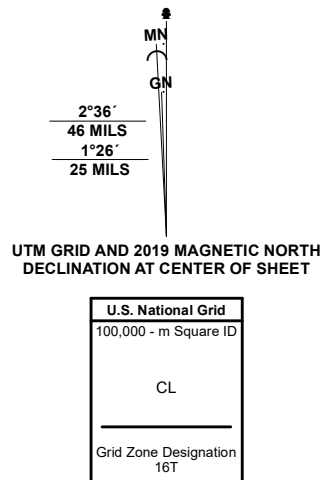 MN
GN
2°36´
46 MILS
1°26´
25 MILS
UTM GRID AND 2019 MAGNETIC NORTH
DECLINATION AT CENTER OF SHEET
U.S. National Grid
100,000 - m Square ID
CL
Grid Zone Designation
16T